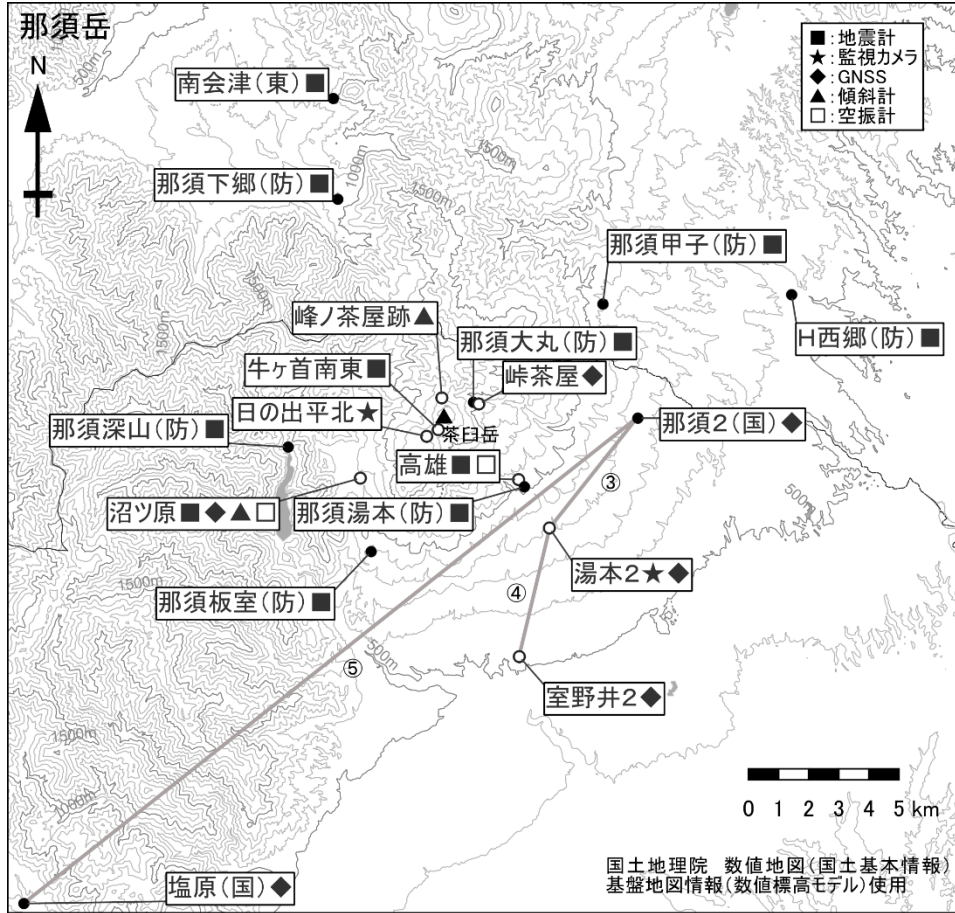 那須岳
N
■:地震計
★:監視カメラ
◆:GNSS
▲:傾斜計
□:空振計
南会津(東)■
500m
1000m
1500m
那須下郷(防)■
那須甲子(防)■
1500m
1500m
峰ノ茶屋跡▲
那須大丸(防)■
H西郷(防)■
牛ヶ首南東■
峠茶屋◆
日の出平北★
茶臼岳
那須2(国)◆
那須深山(防)■
高雄■□
③
沼ツ原■◆▲□
那須湯本(防)■
500m
湯本2★◆
1500m
④
那須板室(防)■
500m
⑤
室野井2◆
1500m
1000m
0 1 2 3 4 5 km
塩原(国)◆
国土地理院 数値地図(国土基本情報)
基盤地図情報(数値標高モデル)使用